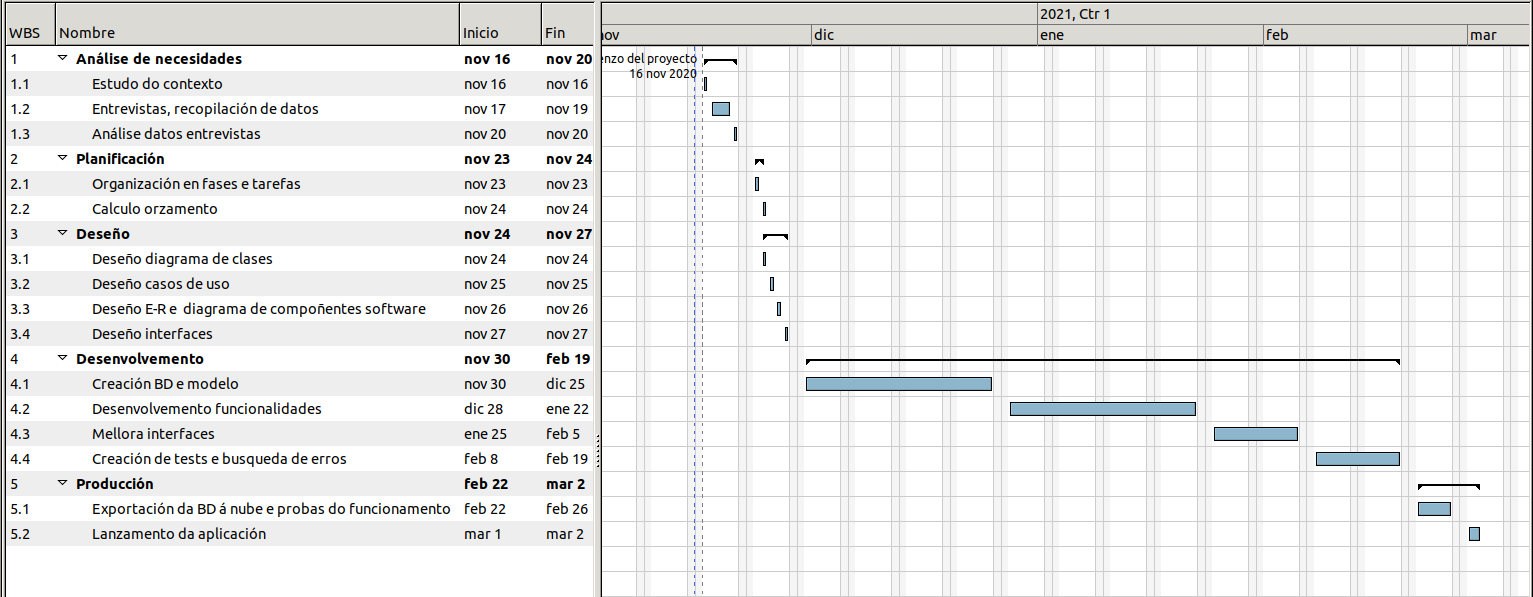 2021, Ctr 1
WBS Nombre Inicio Fin nov dic ene feb mar
1 Análise de necesidades nov 16 nov 20
enzo del proyecto
16 nov 2020
1.1 Estudo do contexto nov 16 nov 16
1.2 Entrevistas, recopilación de datos nov 17 nov 19
1.3 Análise datos entrevistas nov 20 nov 20
2 Planificación nov 23 nov 24
2.1 Organización en fases e tarefas nov 23 nov 23
2.2 Calculo orzamento nov 24 nov 24
3 Deseño nov 24 nov 27
3.1 Deseño diagrama de clases nov 24 nov 24
3.2 Deseño casos de uso nov 25 nov 25
3.3 Deseño E-R e diagrama de compoñentes software nov 26 nov 26
3.4 Deseño interfaces nov 27 nov 27
4 Desenvolvemento nov 30 feb 19
4.1 Creación BD e modelo nov 30 dic 25
4.2 Desenvolvemento funcionalidades dic 28 ene 22
4.3 Mellora interfaces ene 25 feb 5
4.4 Creación de tests e busqueda de erros feb 8 feb 19
5 Producción feb 22 mar 2
5.1 Exportación da BD á nube e probas do funcionamento feb 22 feb 26
5.2 Lanzamento da aplicación mar 1 mar 2